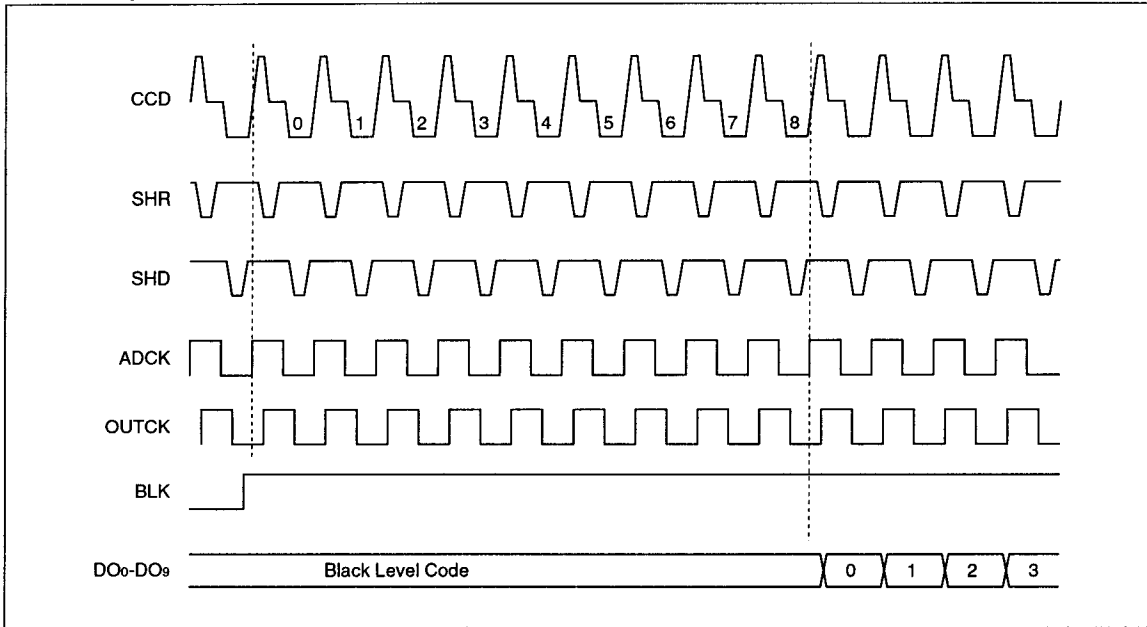 CCD
0 1 2 3 4 5 6 7 8
SHR
SHD
ADCK
OUTCK
BLK
DO0-DO9 Black Level Code 0 1 2 3